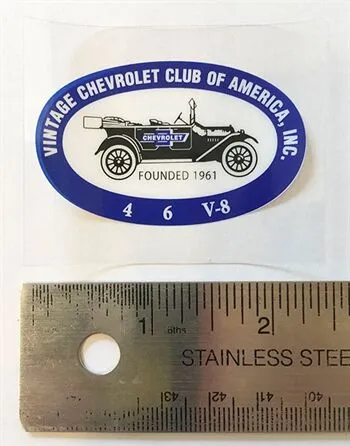 VINTAGE CHEVROLET CLUB OF AMERICA, INC.
CHEVROLET
FOUNDED 1961
4 6 V-8
1 8ths 2
STAINLESS STEE
43 42 41 40